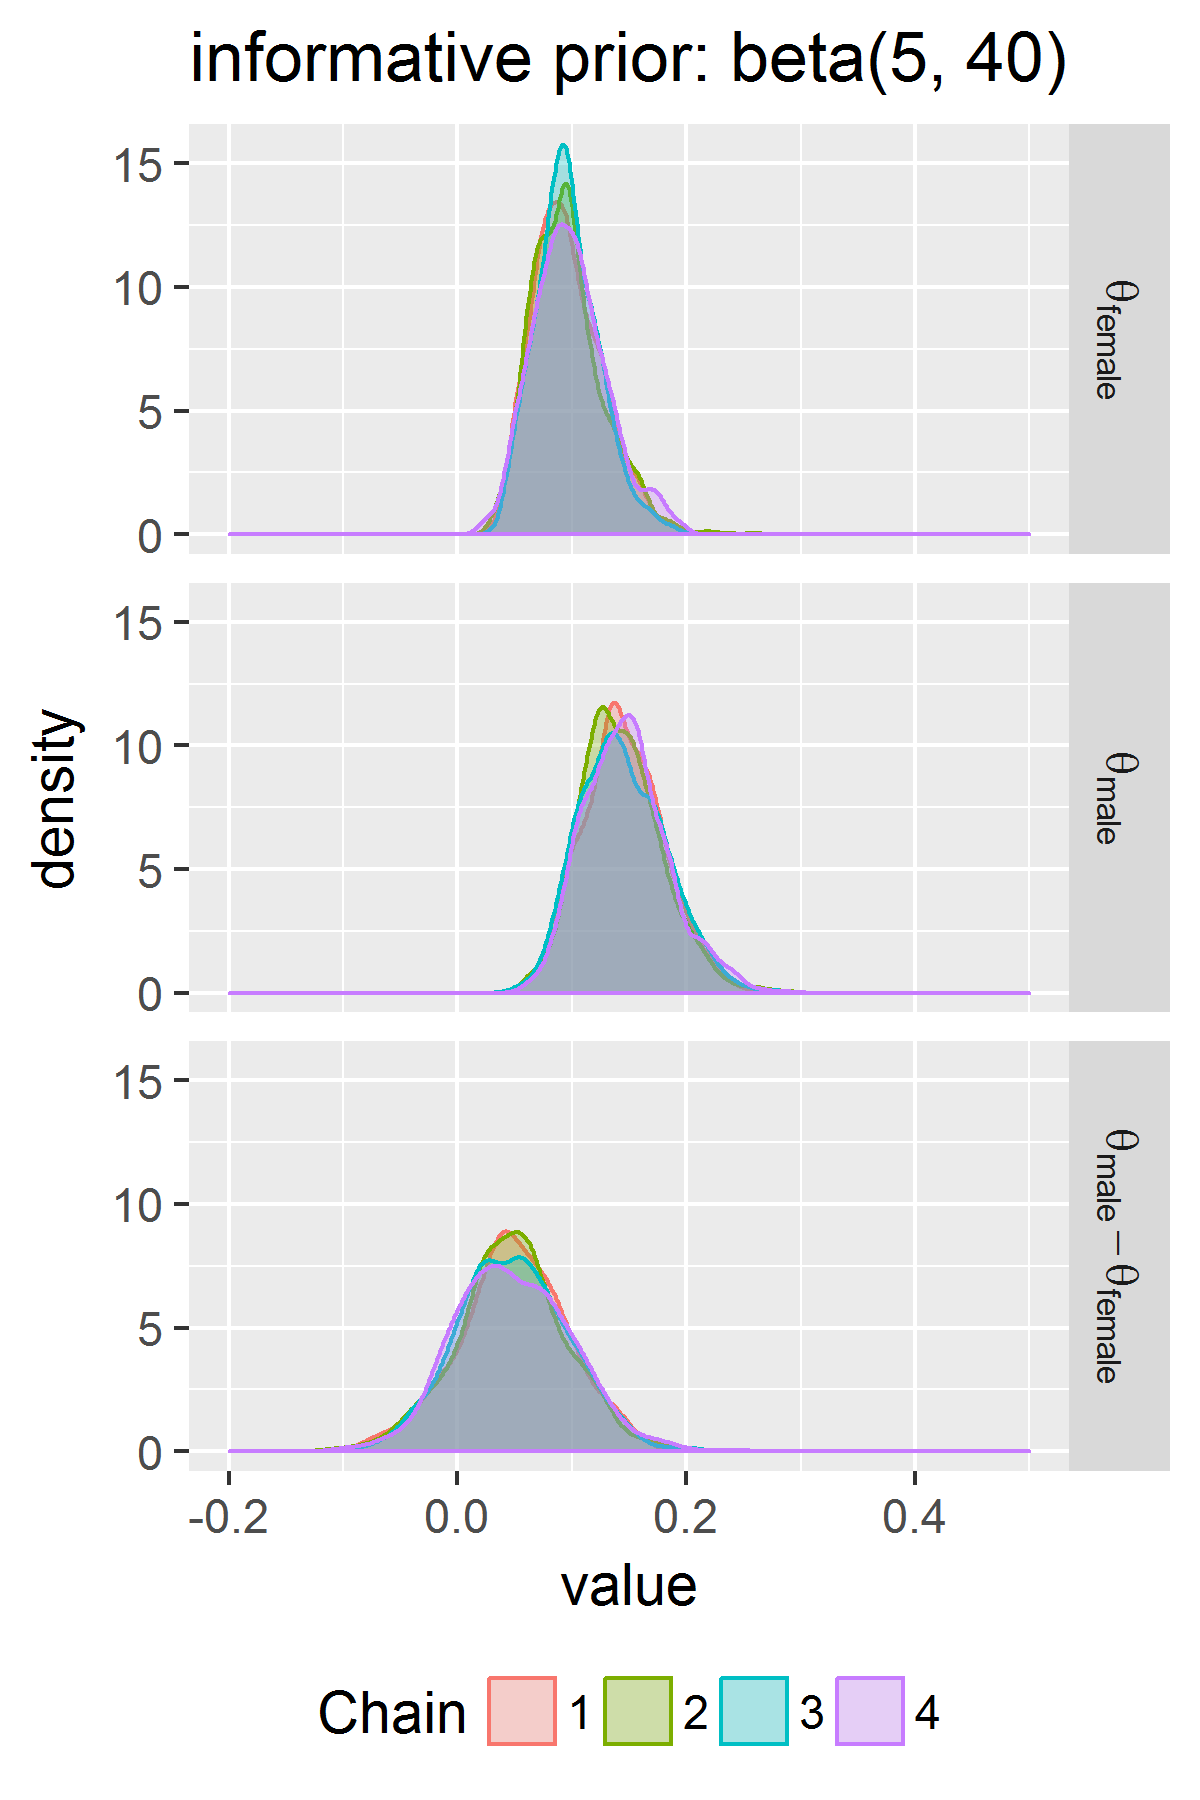 informative prior: beta(5, 40)
15
10
5
0
θfemale
15
10
5
0
θmale
15
10
5
0
θmale − θfemale
density
-0.2 0.0 0.2 0.4
value
Chain 1 2 3 4